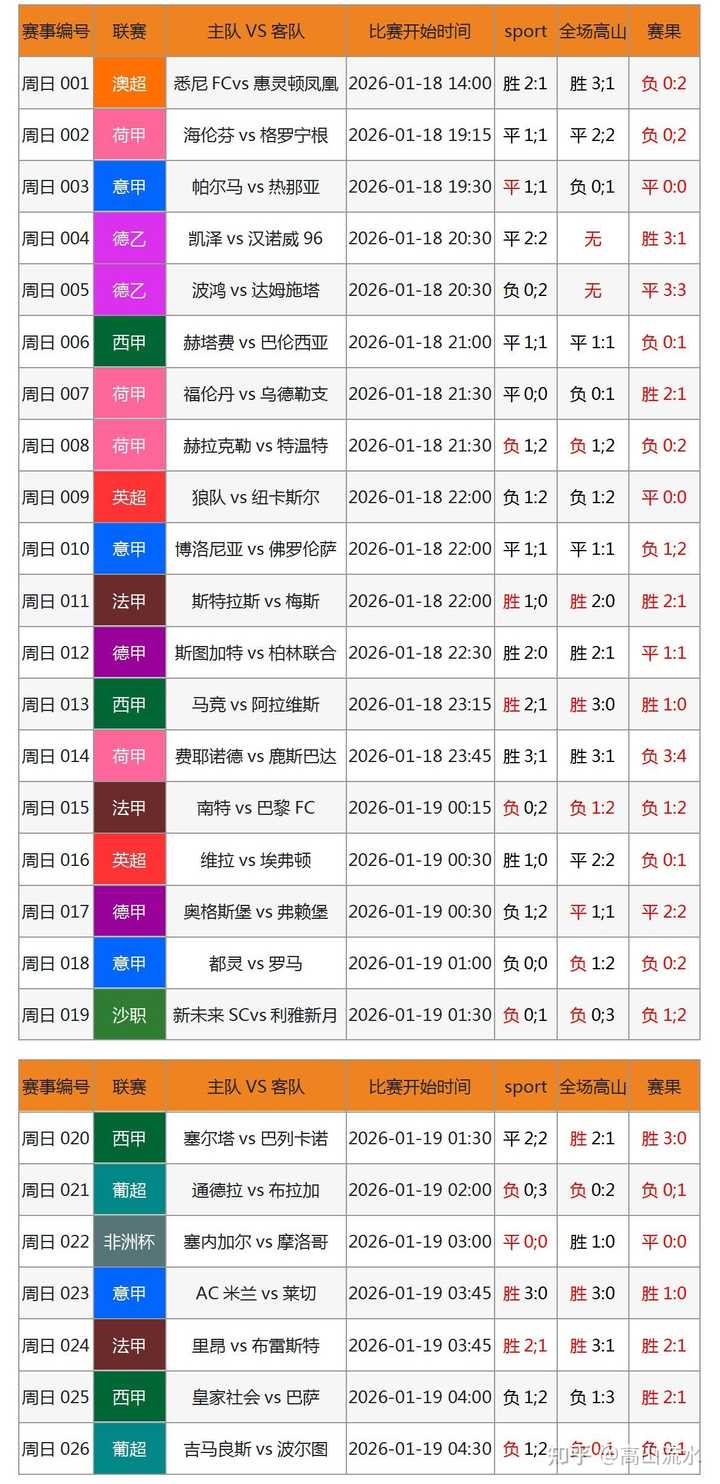 赛事编号 联赛 主队 VS 客队 比赛开始时间 sport 全场高山 赛果
周日 001 澳超 悉尼 FCvs 惠灵顿凤凰 2026-01-18 14:00 胜 2:1 胜 3;1 负 0:2
周日 002 荷甲 海伦芬 vs 格罗宁根 2026-01-18 19:15 平 1;1 平 2;2 负 0;2
周日 003 意甲 帕尔马 vs 热那亚 2026-01-18 19:30 平 1;1 负 0;1 平 0:0
周日 004 德乙 凯泽 vs 汉诺威 96 2026-01-18 20:30 平 2:2 无 胜 3:1
周日 005 德乙 波鸿 vs 达姆施塔 2026-01-18 20:30 负 0;2 无 平 3:3
周日 006 西甲 赫塔费 vs 巴伦西亚 2026-01-18 21:00 平 1;1 平 1:1 负 0:1
周日 007 荷甲 福伦丹 vs 乌德勒支 2026-01-18 21:30 平 0;0 负 0:1 胜 2:1
周日 008 荷甲 赫拉克勒 vs 特温特 2026-01-18 21:30 负 1;2 负 1:2 负 0:2
周日 009 英超 狼队 vs 纽卡斯尔 2026-01-18 22:00 负 1:2 负 1:2 平 0:0
周日 010 意甲 博洛尼亚 vs 佛罗伦萨 2026-01-18 22:00 平 1;1 平 1:1 负 1;2
周日 011 法甲 斯特拉斯 vs 梅斯 2026-01-18 22:00 胜 1;0 胜 2:0 胜 2:1
周日 012 德甲 斯图加特 vs 柏林联合 2026-01-18 22:30 胜 2:0 胜 2:1 平 1:1
周日 013 西甲 马竞 vs 阿拉维斯 2026-01-18 23:15 胜 2;1 胜 3:0 胜 1:0
周日 014 荷甲 费耶诺德 vs 鹿斯巴达 2026-01-18 23:45 胜 3;1 胜 3:1 负 3:4
周日 015 法甲 南特 vs 巴黎 FC 2026-01-19 00:15 负 0;2 负 1:2 负 1:2
周日 016 英超 维拉 vs 埃弗顿 2026-01-19 00:30 胜 1;0 平 2:2 负 0:1
周日 017 德甲 奥格斯堡 vs 弗赖堡 2026-01-19 00:30 负 1;2 平 1;1 平 2:2
周日 018 意甲 都灵 vs 罗马 2026-01-19 01:00 负 0;0 负 1:2 负 0:2
周日 019 沙职 新未来 SCvs 利雅新月 2026-01-19 01:30 负 0;1 负 0;3 负 1;2
赛事编号 联赛 主队 VS 客队 比赛开始时间 sport 全场高山 赛果
周日 020 西甲 塞尔塔 vs 巴列卡诺 2026-01-19 01:30 平 2;2 胜 2:1 胜 3:0
周日 021 葡超 通德拉 vs 布拉加 2026-01-19 02:00 负 0;3 负 0:2 负 0;1
周日 022 非洲杯 塞内加尔 vs 摩洛哥 2026-01-19 03:00 平 0;0 胜 1:0 平 0:0
周日 023 意甲 AC 米兰 vs 莱切 2026-01-19 03:45 胜 3:0 胜 3:0 胜 1:0
周日 024 法甲 里昂 vs 布雷斯特 2026-01-19 03:45 胜 2;1 胜 3:1 胜 2:1
周日 025 西甲 皇家社会 vs 巴萨 2026-01-19 04:00 负 1:2 负 1:3 胜 2:1
周日 026 葡超 吉马良斯 vs 波尔图 2026-01-19 04:30 负 1:2 负 0:1 负 0:1
知乎 @高山流水